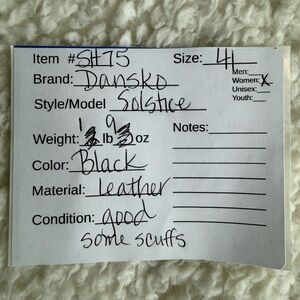 Item #SH75 Size: 41
Brand: Dansko Men:
Women: X
Unisex:
Style/Model Solstice Youth:
Weight: 1 lb 9 oz Notes:
Color: Black
Material: Leather
Condition: good
some scuffs